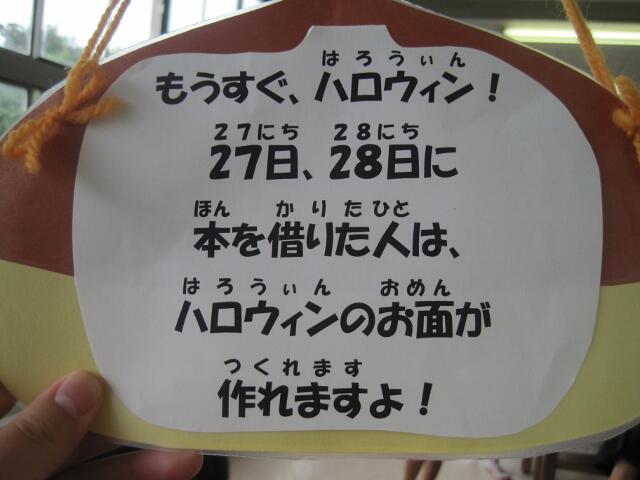 はろうぃん
もうすぐ、ハロウィン！
27にち 28にち
27日、28日に
ほん かりたひと
本を借りた人は、
はろうぃん おめん
ハロウィンのお面が
つくれます
作れますよ！